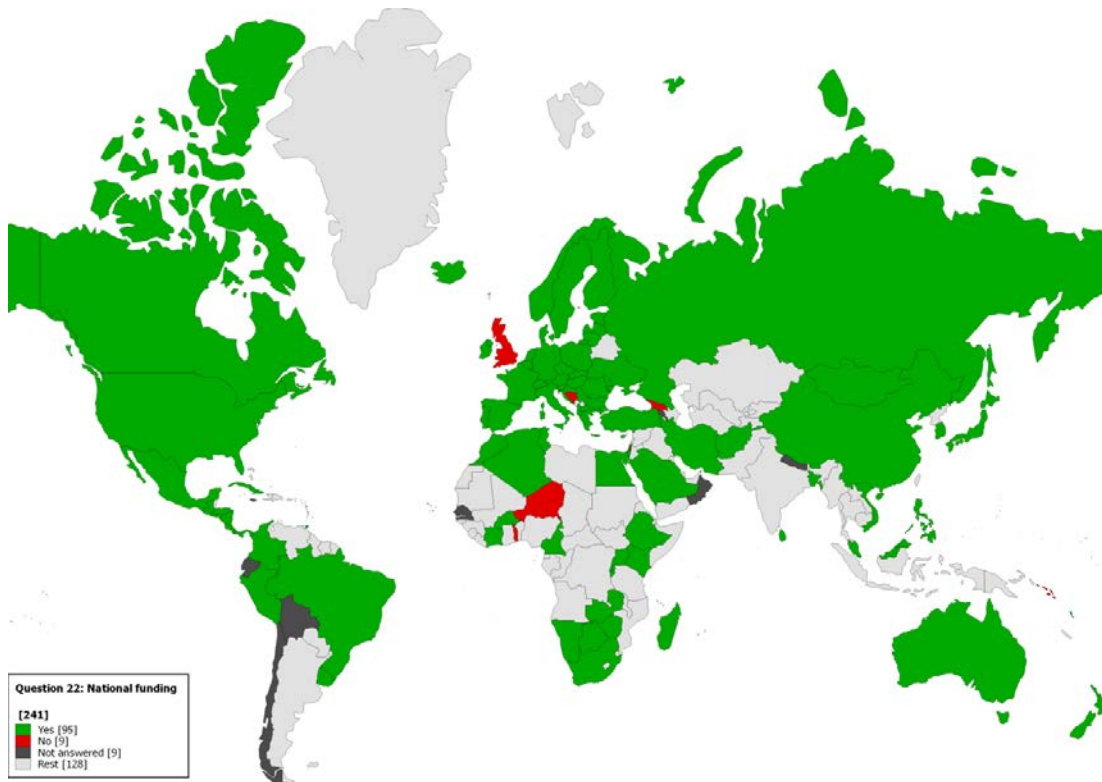 Question 22: National funding
[241]
Yes [95]
No [9]
Not answered [9]
Rest [128]